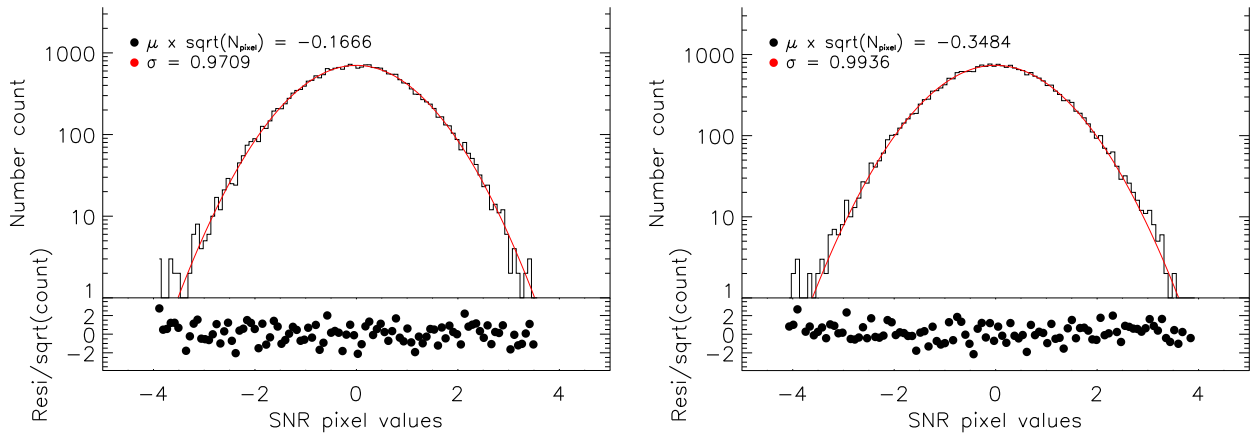 μ x sqrt(Npixel) = −0.1666
σ = 0.9709
Number count
1000
100
10
1
Resi/sqrt(count)
2
0
−2
−4
−2
0
2
4
SNR pixel values
μ x sqrt(Npixel) = −0.3484
σ = 0.9936
Number count
1000
100
10
1
Resi/sqrt(count)
2
0
−2
−4
−2
0
2
4
SNR pixel values